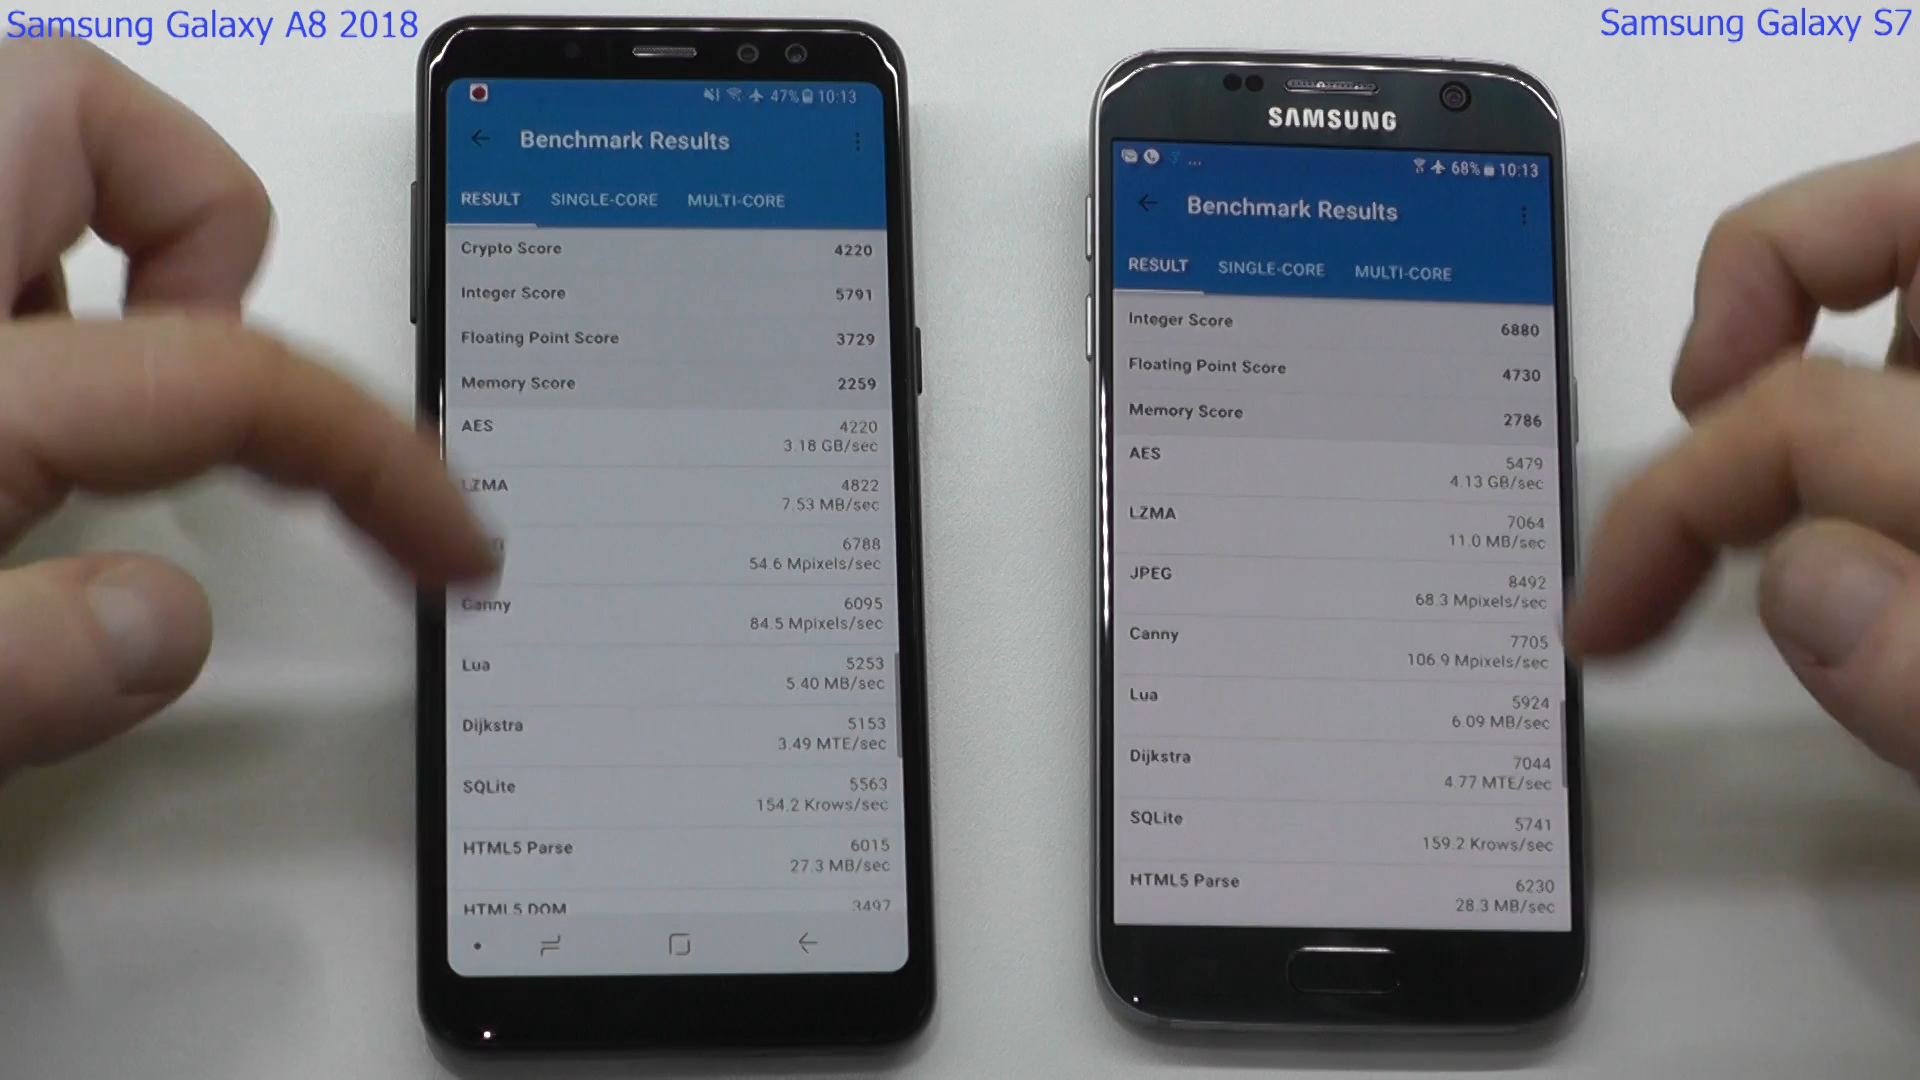 Samsung Galaxy A8 2018
47% 10:13
Benchmark Results
RESULT SINGLE-CORE MULTI-CORE
Crypto Score 4220
Integer Score 5791
Floating Point Score 3729
Memory Score 2259
AES 4220
3.18 GB/sec
LZMA 4822
7.53 MB/sec
6788
54.6 Mpixels/sec
Canny 6095
84.5 Mpixels/sec
Lua 5253
5.40 MB/sec
Dijkstra 5153
3.49 MTE/sec
SQLite 5563
154.2 Krows/sec
HTML5 Parse 6015
27.3 MB/sec
HTML5 DOM 3497
Samsung Galaxy S7
SAMSUNG
... 68% 10:13
Benchmark Results
RESULT SINGLE-CORE MULTI-CORE
Integer Score 6880
Floating Point Score 4730
Memory Score 2786
AES 5479
4.13 GB/sec
LZMA 7064
11.0 MB/sec
JPEG 8492
68.3 Mpixels/sec
Canny 7705
106.9 Mpixels/sec
Lua 5924
6.09 MB/sec
Dijkstra 7044
4.77 MTE/sec
SQLite 5741
159.2 Krows/sec
HTML5 Parse 6230
28.3 MB/sec